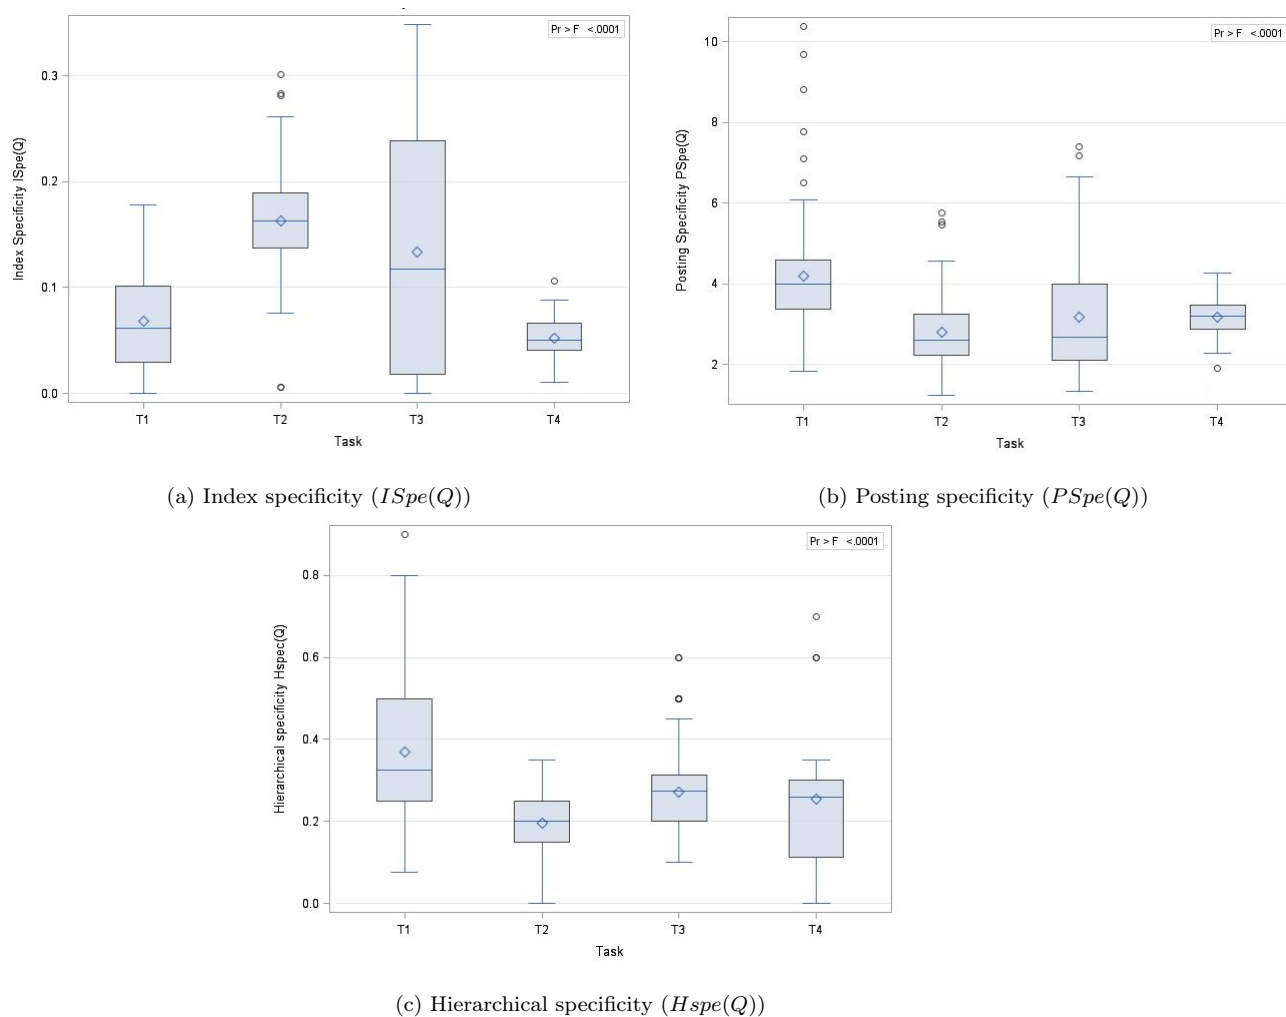 Pr > F <.0001
Index Specificity ISpe(Q)
0.3
0.2
0.1
0.0
T1 T2 T3 T4
Task
(a) Index specificity (ISpe(Q))
Pr > F <.0001
Posting Specificity PSpe(Q)
10
8
6
4
2
T1 T2 T3 T4
Task
(b) Posting specificity (PSpe(Q))
Pr > F <.0001
Hierarchical specificity Hspec(Q)
0.8
0.6
0.4
0.2
0.0
T1 T2 T3 T4
Task
(c) Hierarchical specificity (Hspe(Q))